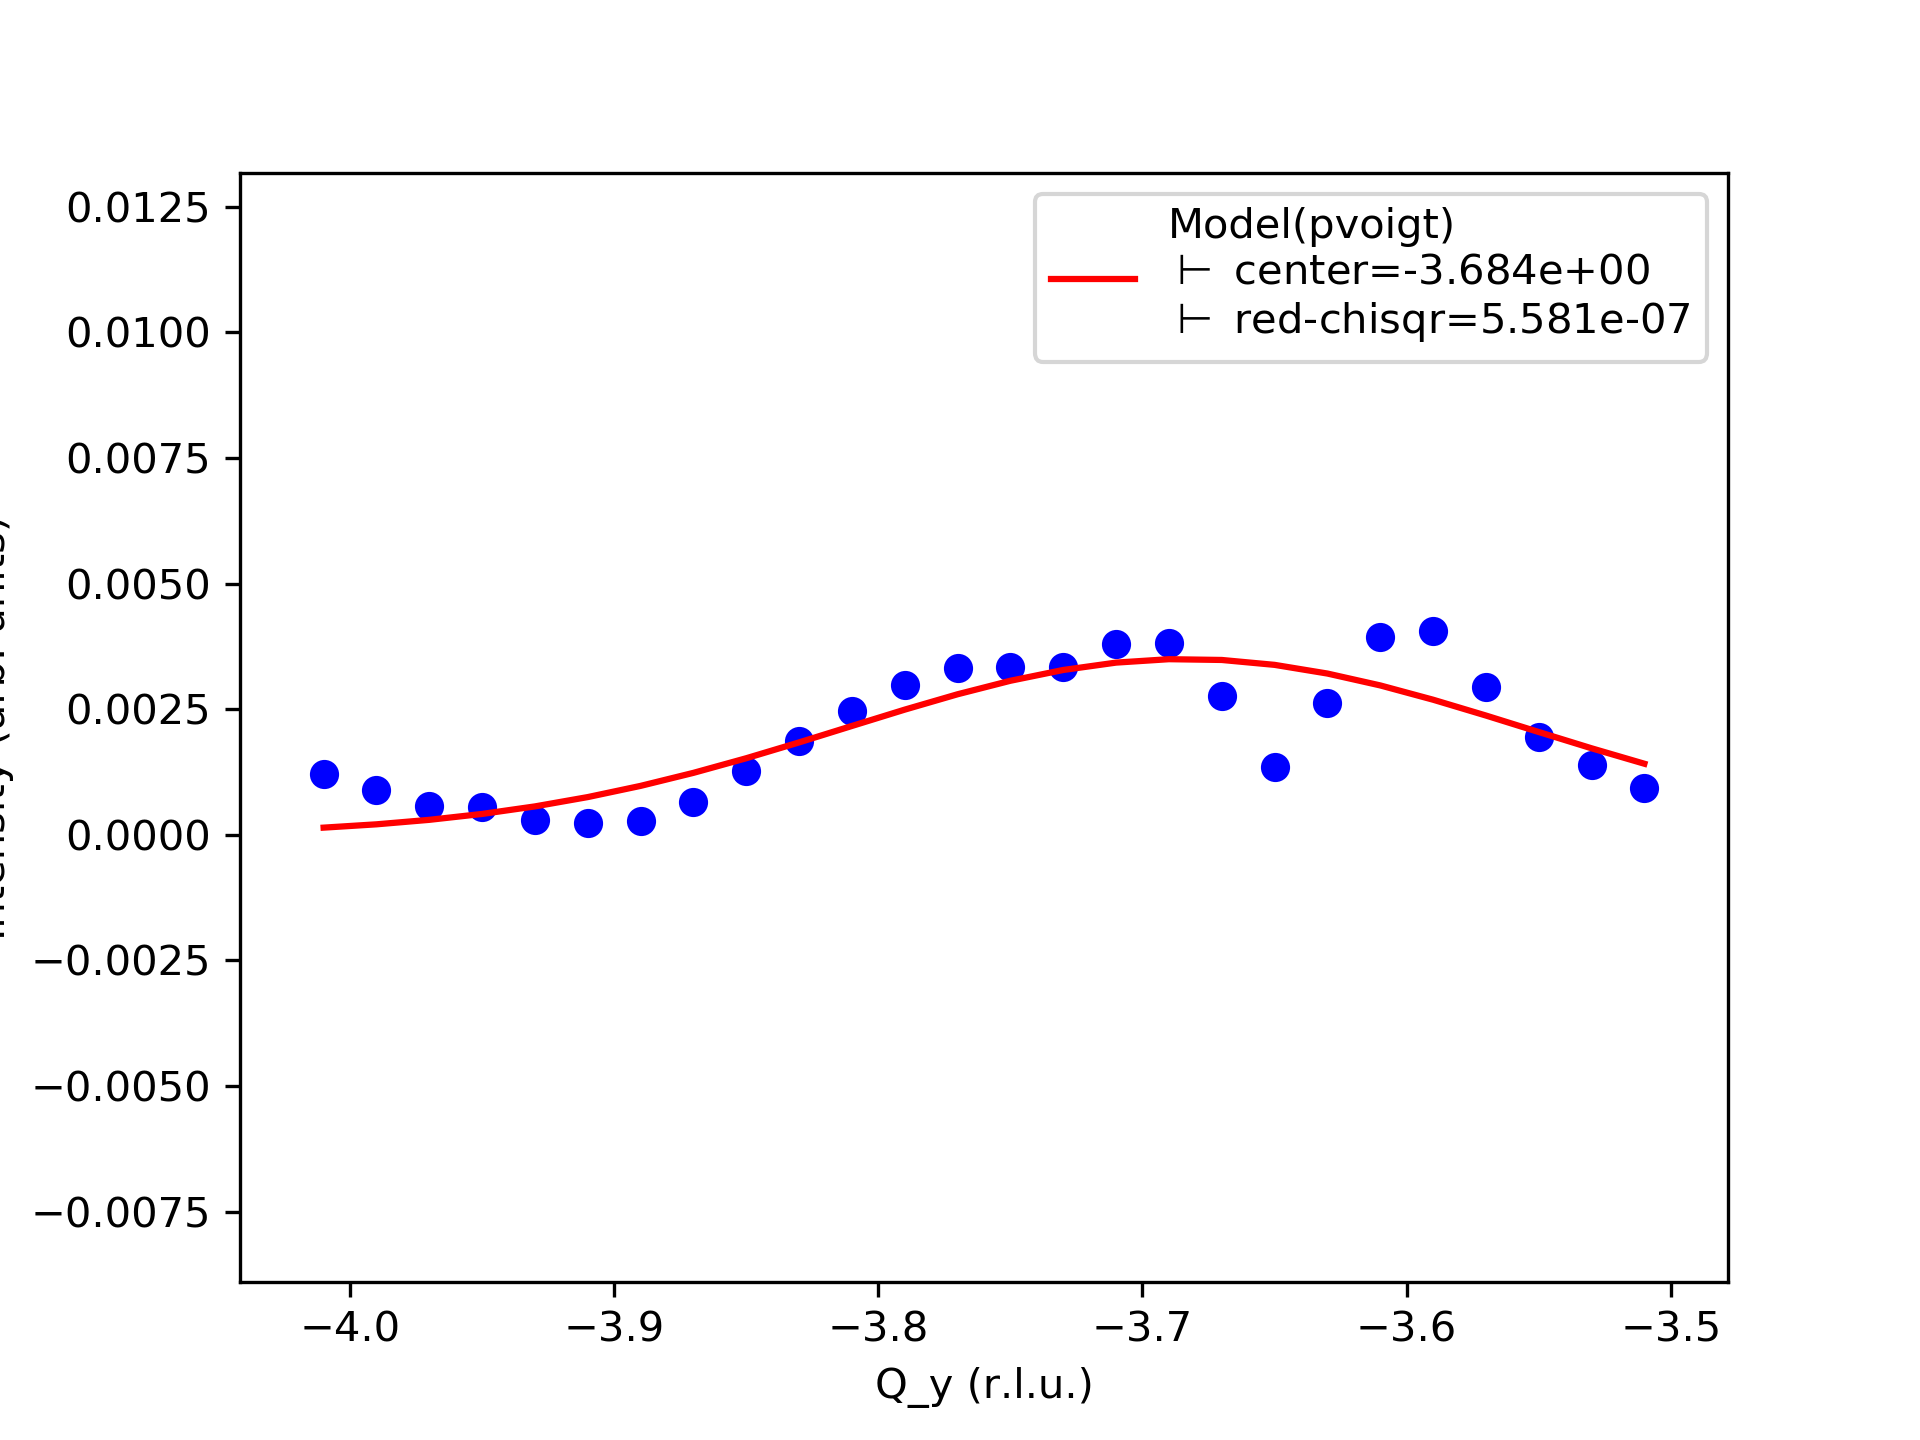 Model(pvoigt)
⊢ center=-3.684e+00
⊢ red-chisqr=5.581e-07
0.0125
0.0100
0.0075
0.0050
0.0025
0.0000
−0.0025
−0.0050
−0.0075
−4.0 −3.9 −3.8 −3.7 −3.6 −3.5
Q_y (r.l.u.)